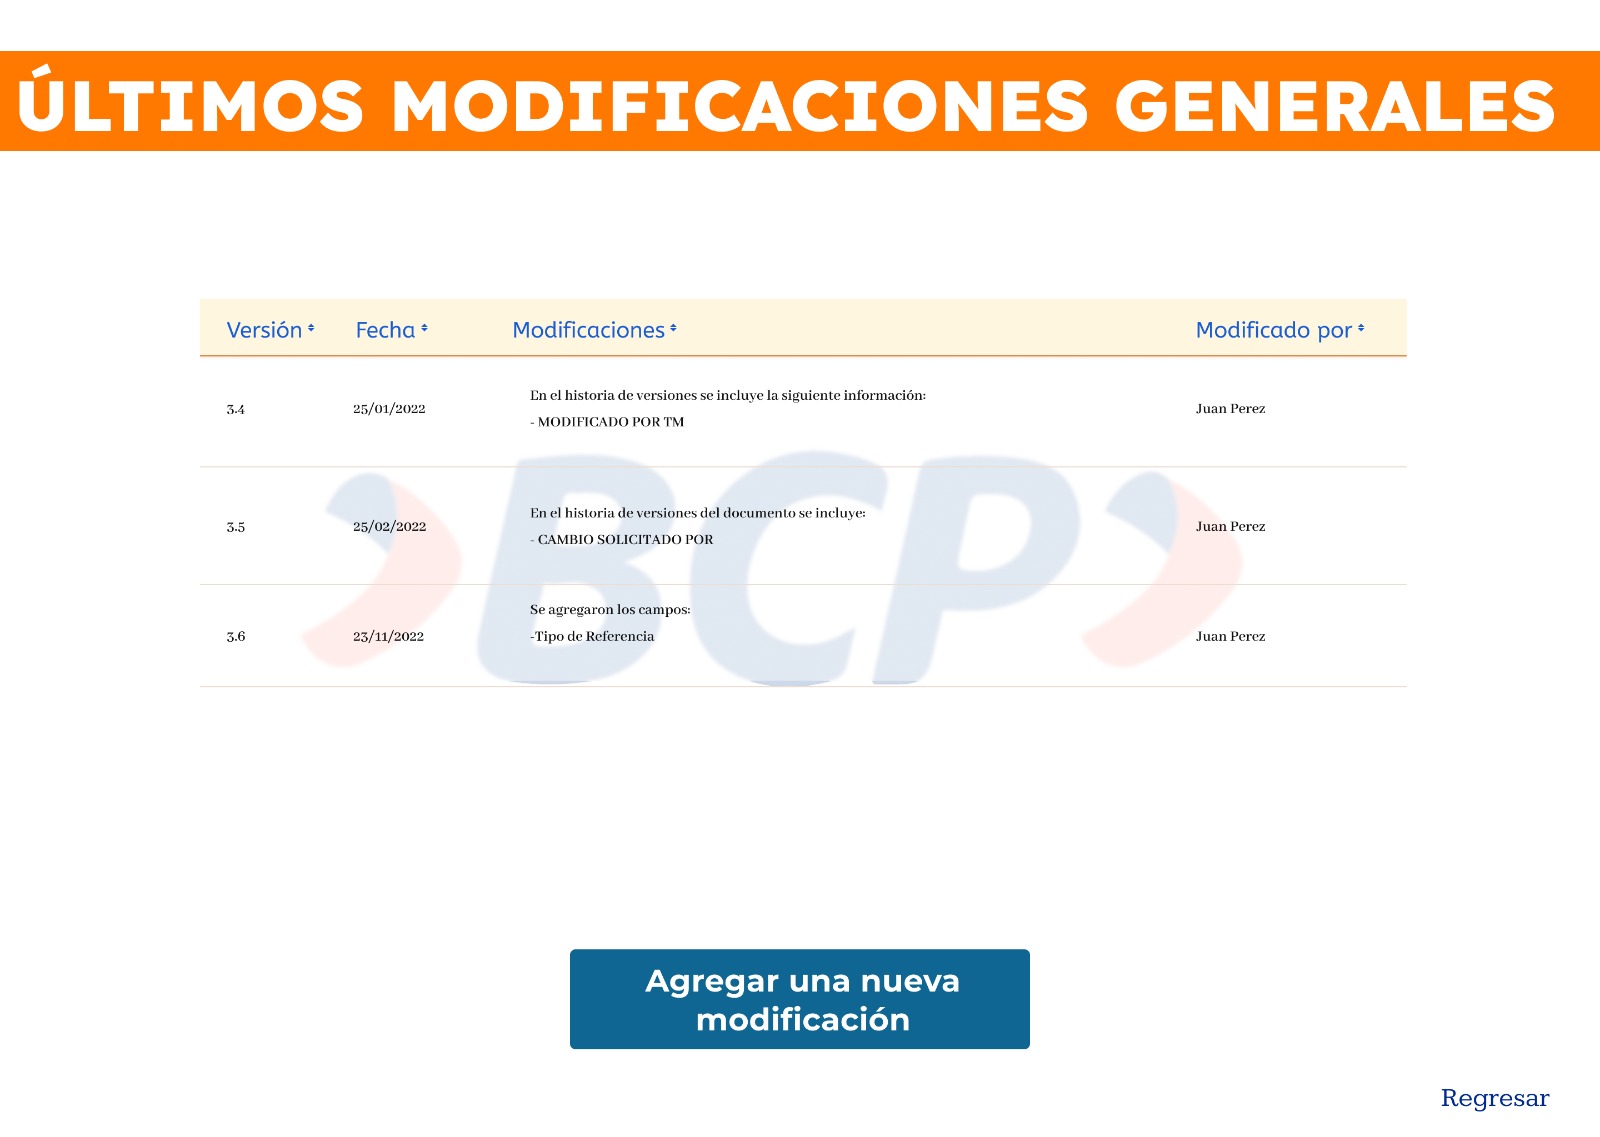 ÚLTIMOS MODIFICACIONES GENERALES
Versión Fecha Modificaciones Modificado por
3.4 25/01/2022 En el historia de versiones se incluye la siguiente información:
- MODIFICADO POR TM Juan Perez
BCP
3.5 25/02/2022 En el historia de versiones del documento se incluye:
- CAMBIO SOLICITADO POR Juan Perez
3.6 23/11/2022 Se agregaron los campos:
-Tipo de Referencia Juan Perez
Agregar una nueva
modificación
Regresar